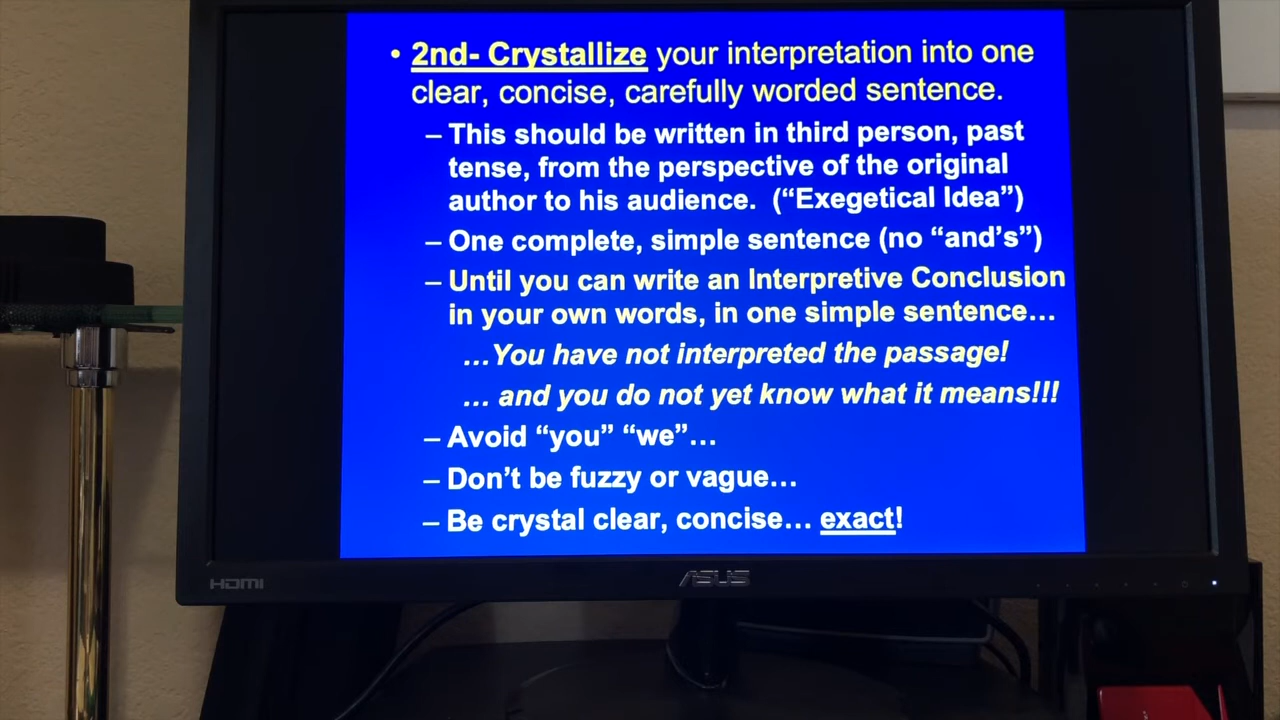 • 2nd- Crystallize your interpretation into one
clear, concise, carefully worded sentence.
– This should be written in third person, past
tense, from the perspective of the original
author to his audience. (“Exegetical Idea”)
– One complete, simple sentence (no “and’s”)
– Until you can write an Interpretive Conclusion
in your own words, in one simple sentence…
…You have not interpreted the passage!
… and you do not yet know what it means!!!
– Avoid “you” “we”…
– Don’t be fuzzy or vague…
– Be crystal clear, concise… exact!
HDMI
ASUS